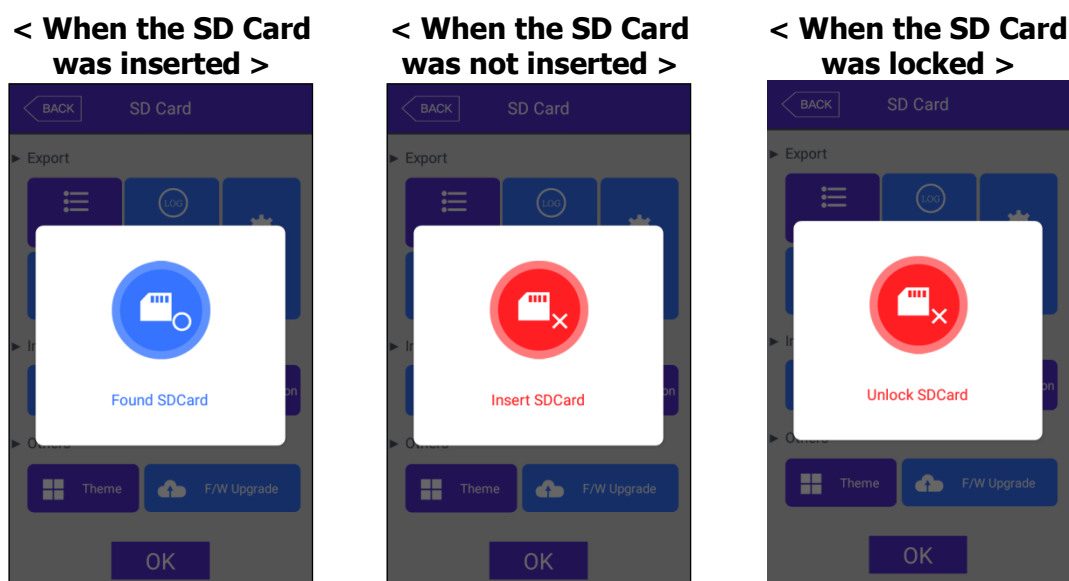 < When the SD Card
was inserted >
BACK
SD Card
Export
LOG
Found SDCard
Theme
F/W Upgrade
OK
< When the SD Card
was not inserted >
BACK
SD Card
Export
LOG
Insert SDCard
Theme
F/W Upgrade
OK
< When the SD Card
was locked >
BACK
SD Card
Export
LOG
Unlock SDCard
Theme
F/W Upgrade
OK